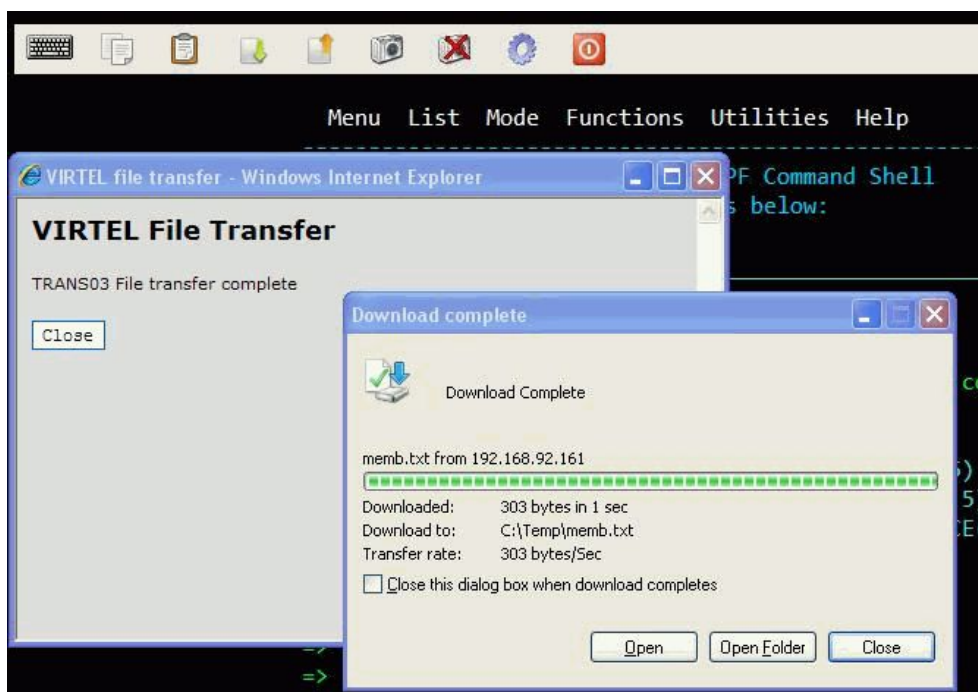 Menu List Mode Functions Utilities Help
VIRTEL file transfer - Windows Internet Explorer
PF Command Shell
s below:
VIRTEL File Transfer
TRANS03 File transfer complete
Close
Download complete
Download Complete
memb.txt from 192.168.92.161
Downloaded: 303 bytes in 1 sec
Download to: C:\Temp\memb.txt
Transfer rate: 303 bytes/Sec
Close this dialog box when download completes
Open Open Folder Close
=>
=>